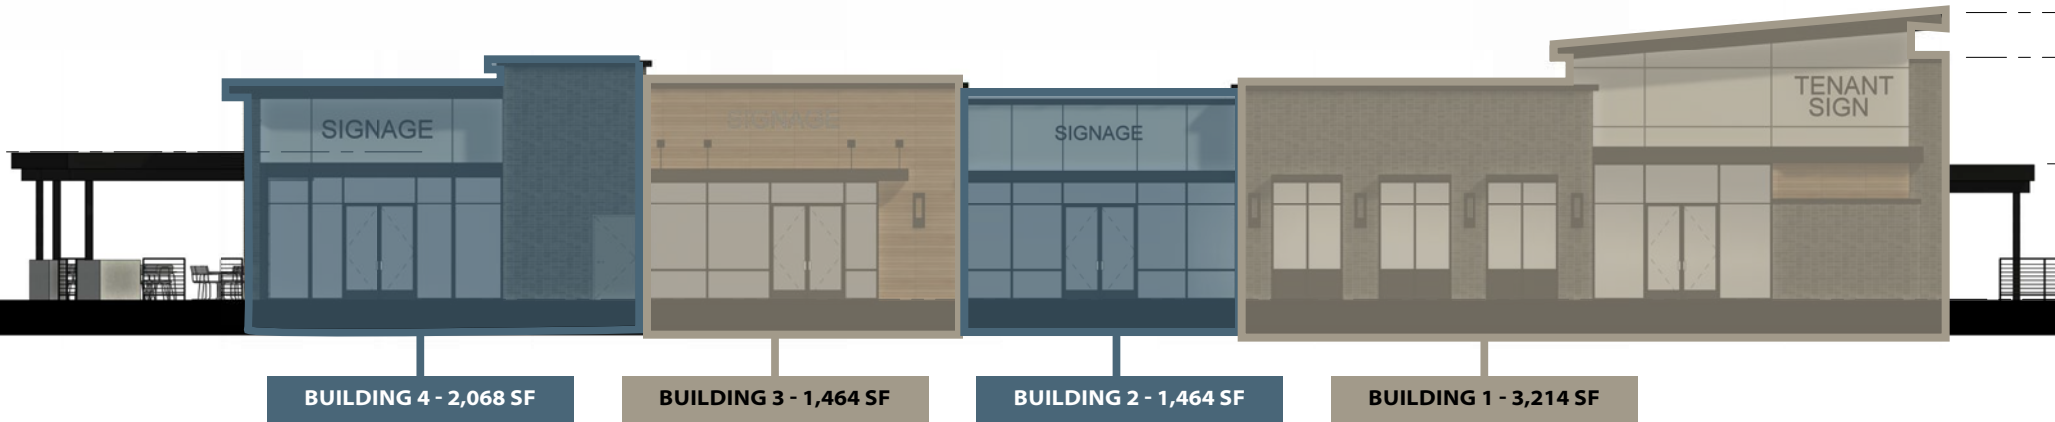 SIGNAGE
SIGNAGE
SIGNAGE
TENANT
SIGN
BUILDING 4 - 2,068 SF
BUILDING 3 - 1,464 SF
BUILDING 2 - 1,464 SF
BUILDING 1 - 3,214 SF